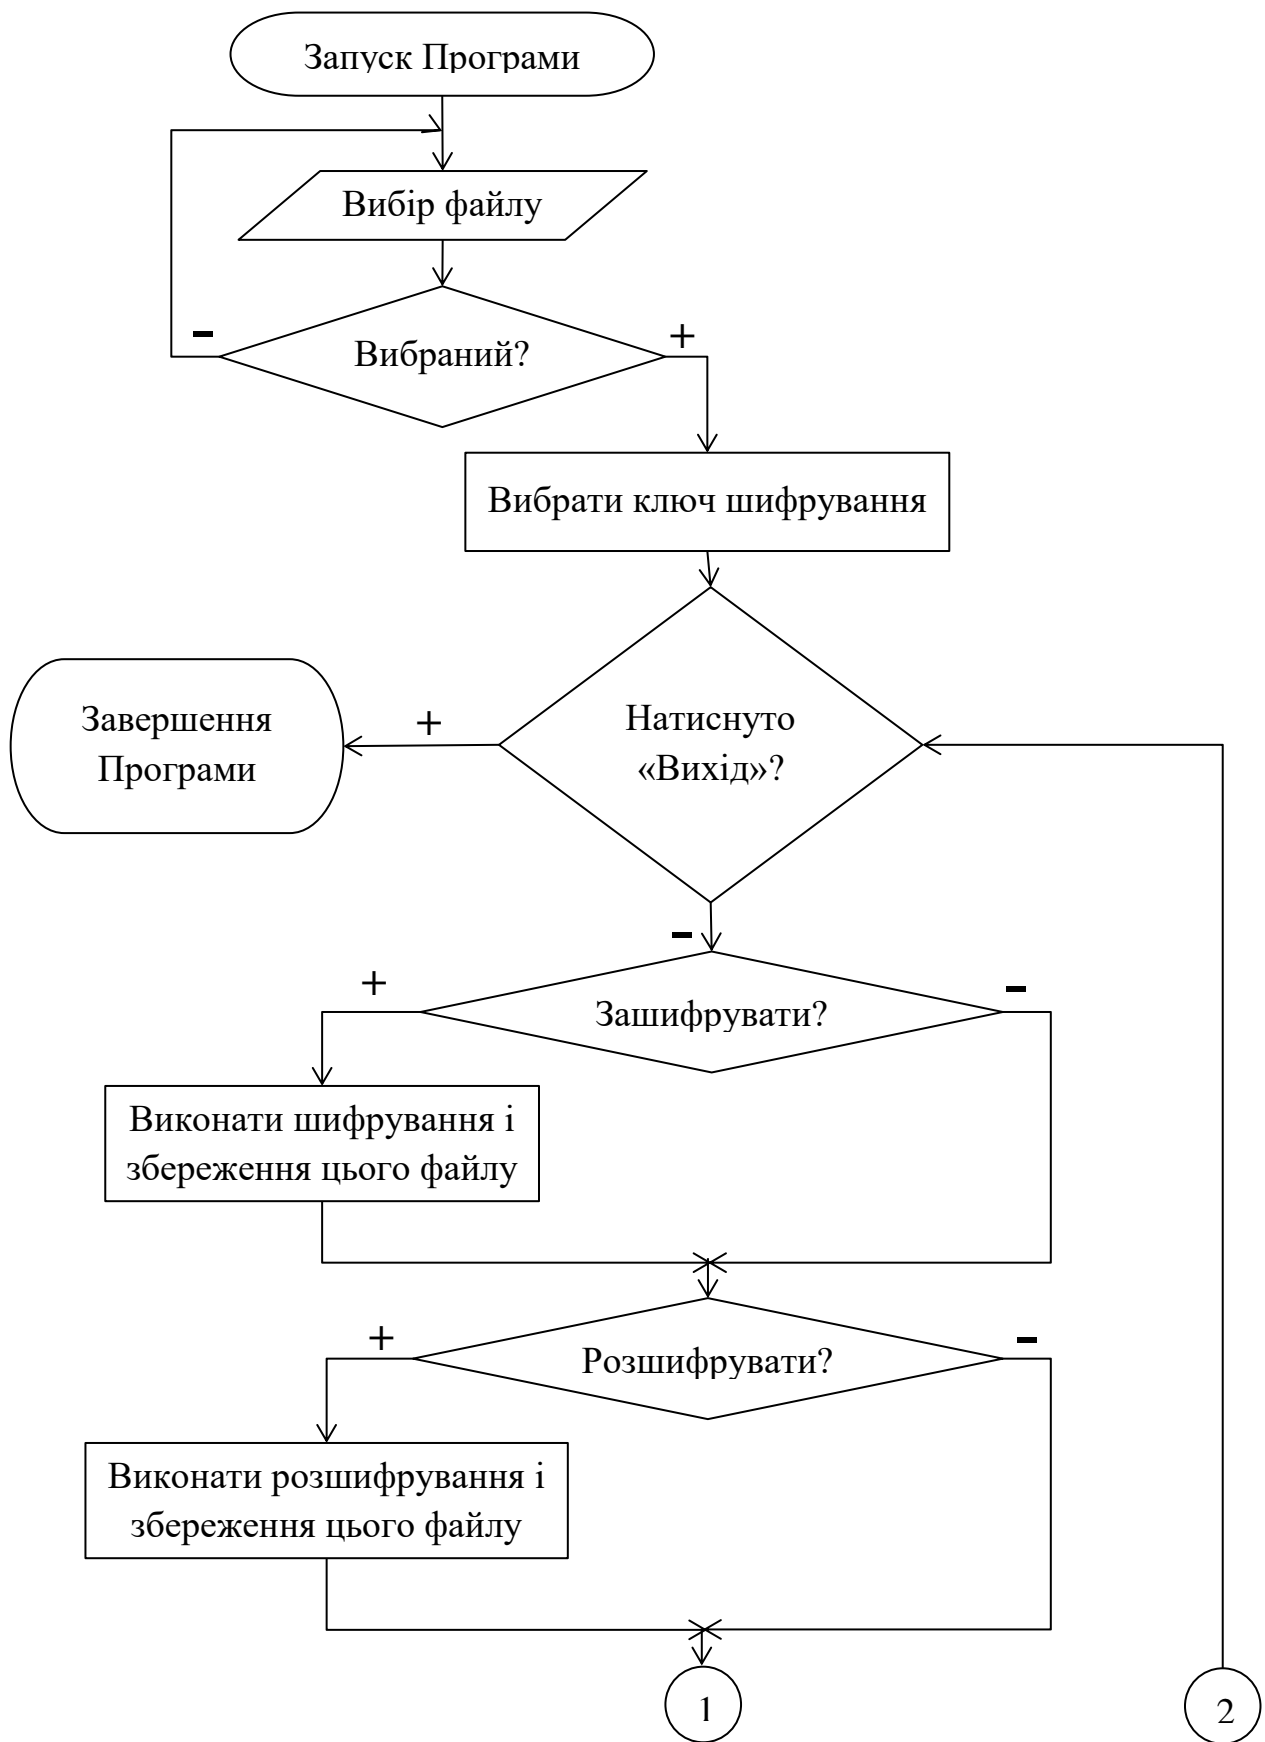 Запуск Програми
Вибір файлу
–
+
Вибраний?
Вибрати ключ шифрування
Завершення
Програми
+
Натиснуто
«Вихід»?
–
+
–
Зашифрувати?
Виконати шифрування і
збереження цього файлу
+
–
Розшифрувати?
Виконати розшифрування і
збереження цього файлу
1
2